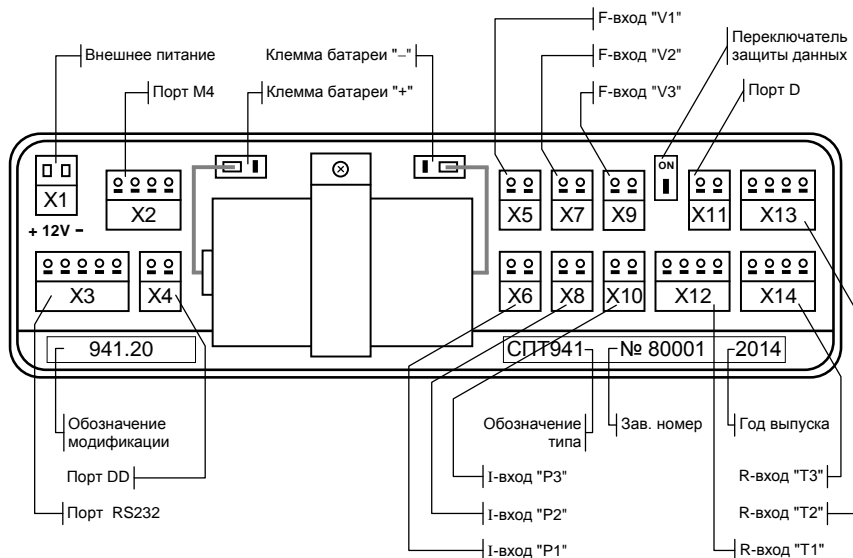 F-вход "V1"
Внешнее питание
Клемма батареи "–"
F-вход "V2"
Переключатель
защиты данных
Порт М4
Клемма батареи "+"
F-вход "V3"
Порт D
ON
X1
X2
X5
X7
X9
X11
X13
+ 12V –
X3
X4
X6
X8
X10
X12
X14
941.20
СПТ941
№ 80001
2014
Обозначение
модификации
Обозначение
типа
Зав. номер
Год выпуска
Порт DD
I-вход "P3"
R-вход "T3"
Порт RS232
I-вход "P2"
R-вход "T2"
I-вход "P1"
R-вход "T1"